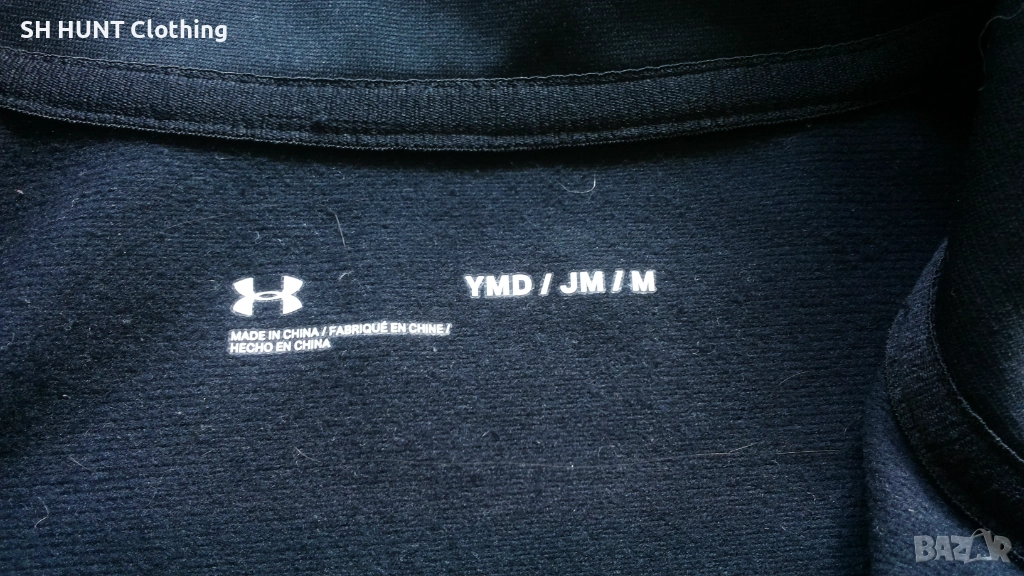 SH HUNT Clothing
YMD / JM / M
MADE IN CHINA / FABRIQUÉ EN CHINE /
HECHO EN CHINA
BAZAR